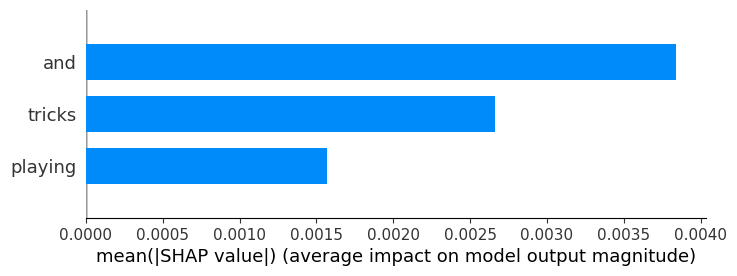 and
tricks
playing
0.0000 0.0005 0.0010 0.0015 0.0020 0.0025 0.0030 0.0035 0.0040
mean(|SHAP value|) (average impact on model output magnitude)